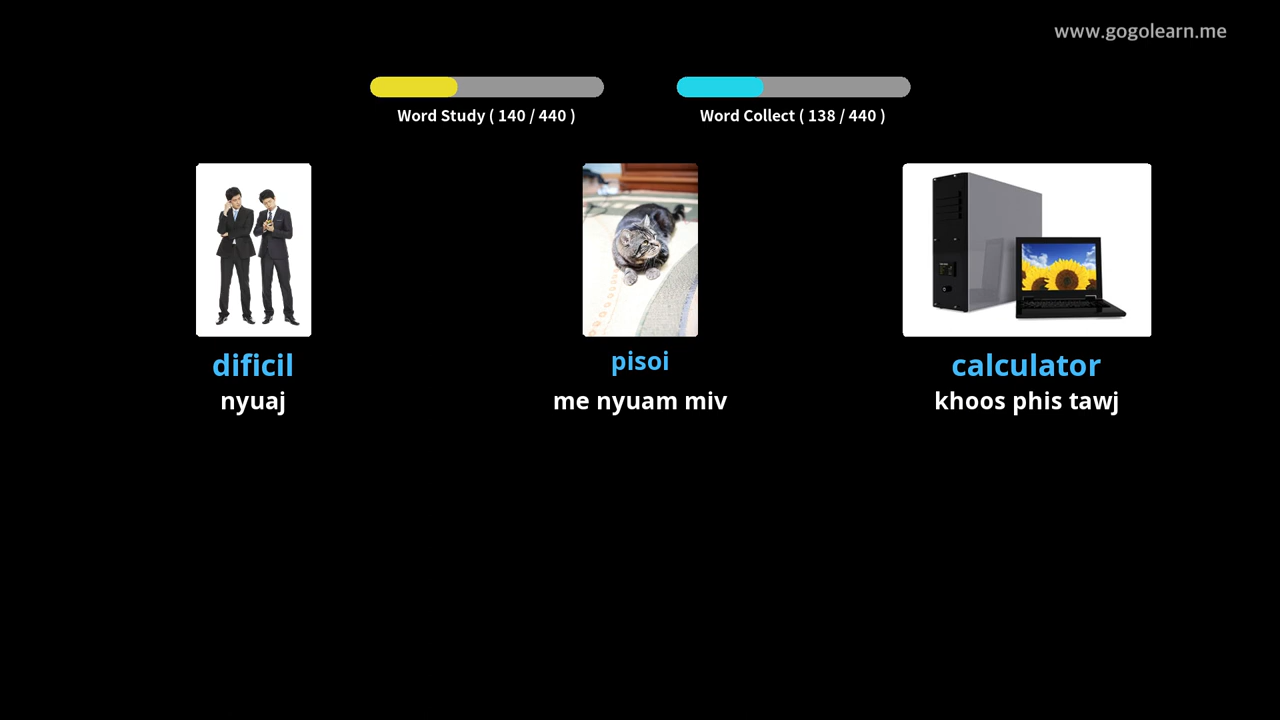 www.gogolearn.me
Word Study ( 140 / 440 )
Word Collect ( 138 / 440 )
dificil
nyuaj
pisoi
me nyuam miv
calculator
khoos phis tawj